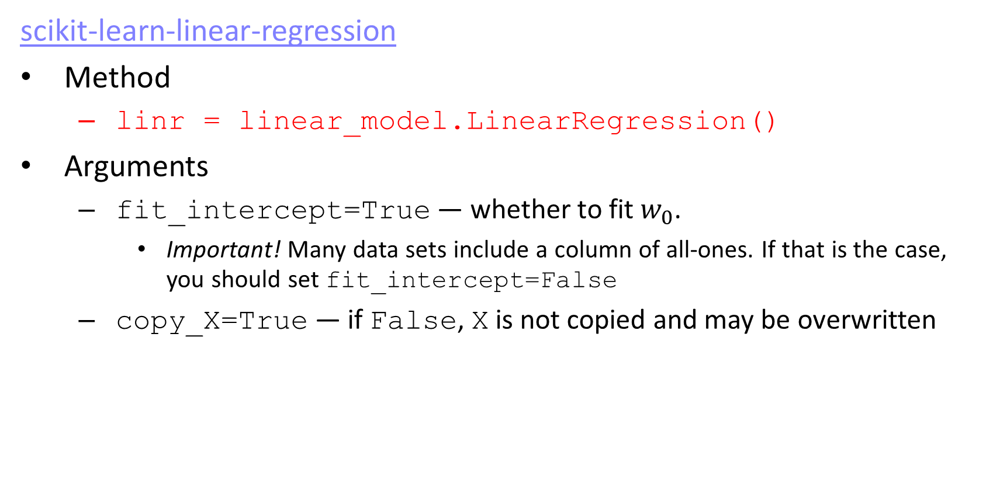 scikit-learn-linear-regression
• Method
– linr = linear_model.LinearRegression()
• Arguments
– fit_intercept=True — whether to fit w₀.
• Important! Many data sets include a column of all-ones. If that is the case,
you should set fit_intercept=False
– copy_X=True — if False, X is not copied and may be overwritten